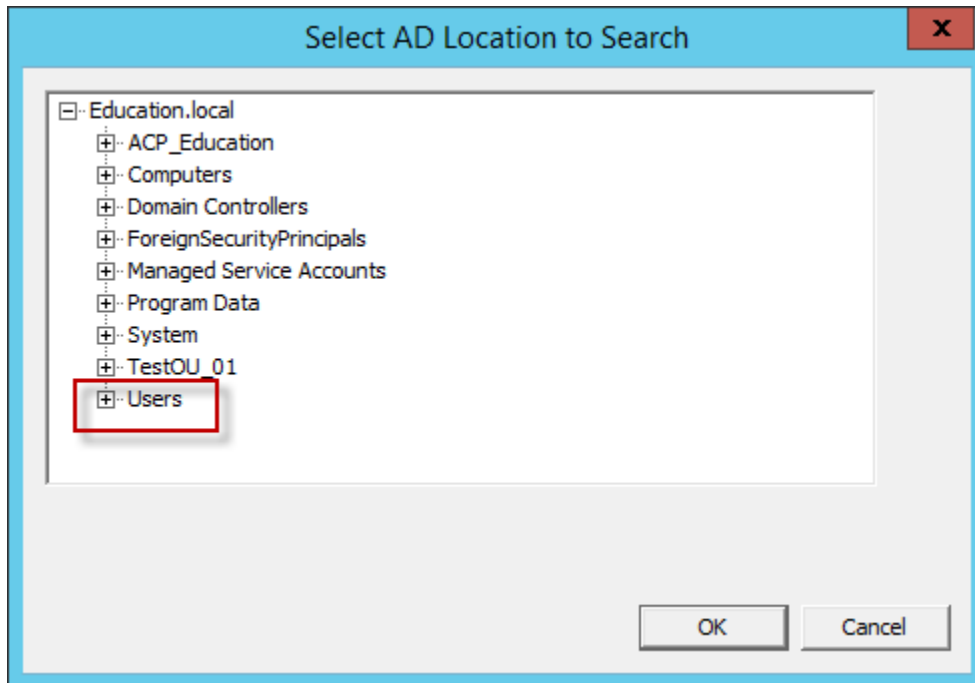 Select AD Location to Search
x
Education.local
ACP_Education
Computers
Domain Controllers
ForeignSecurityPrincipals
Managed Service Accounts
Program Data
System
TestOU_01
Users
OK Cancel